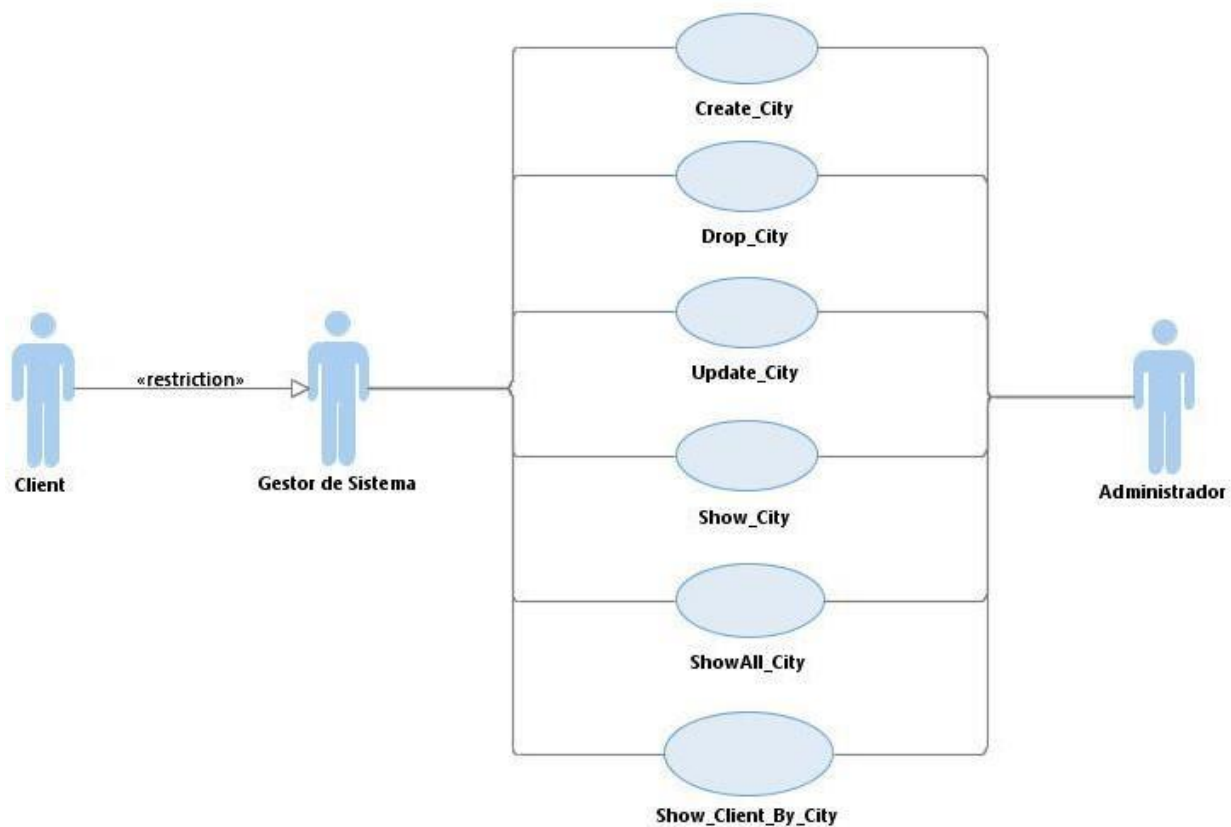 Create_City
Drop_City
Update_City
«restriction»
Client
Gestor de Sistema
Administrador
Show_City
ShowAll_City
Show_Client_By_City